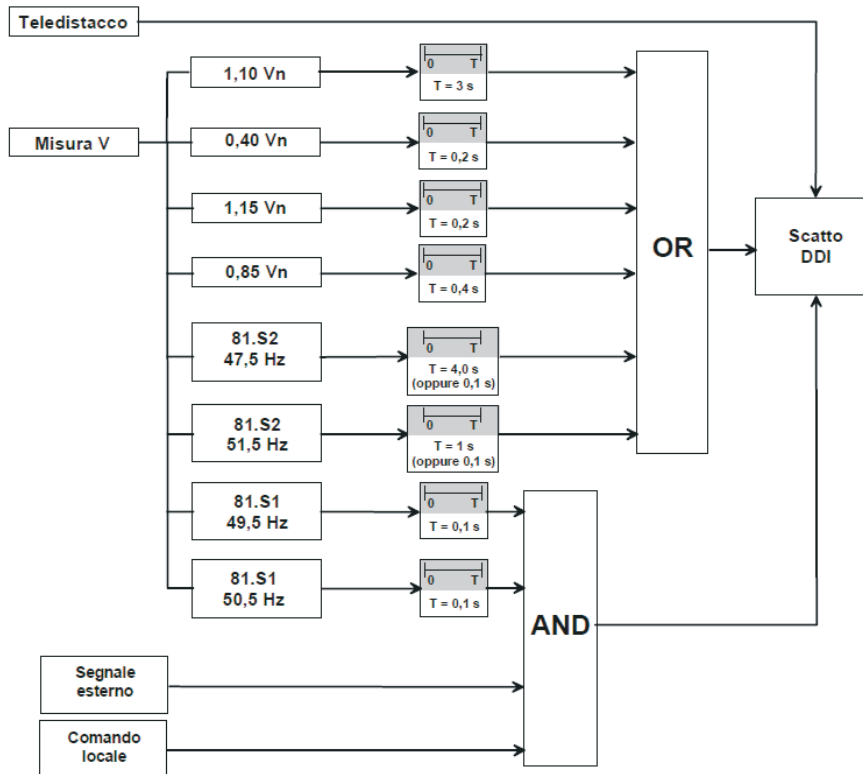 Teledistacco
1,10 Vn
0 T
T = 3 s
Misura V
0,40 Vn
0 T
T = 0,2 s
1,15 Vn
0 T
T = 0,2 s
OR
Scatto
DDI
0,85 Vn
0 T
T = 0,4 s
81.S2
47,5 Hz
0 T
T = 4,0 s
(oppure 0,1 s)
81.S2
51,5 Hz
0 T
T = 1 s
(oppure 0,1 s)
81.S1
49,5 Hz
0 T
T = 0,1 s
81.S1
50,5 Hz
0 T
T = 0,1 s
AND
Segnale
esterno
Comando
locale